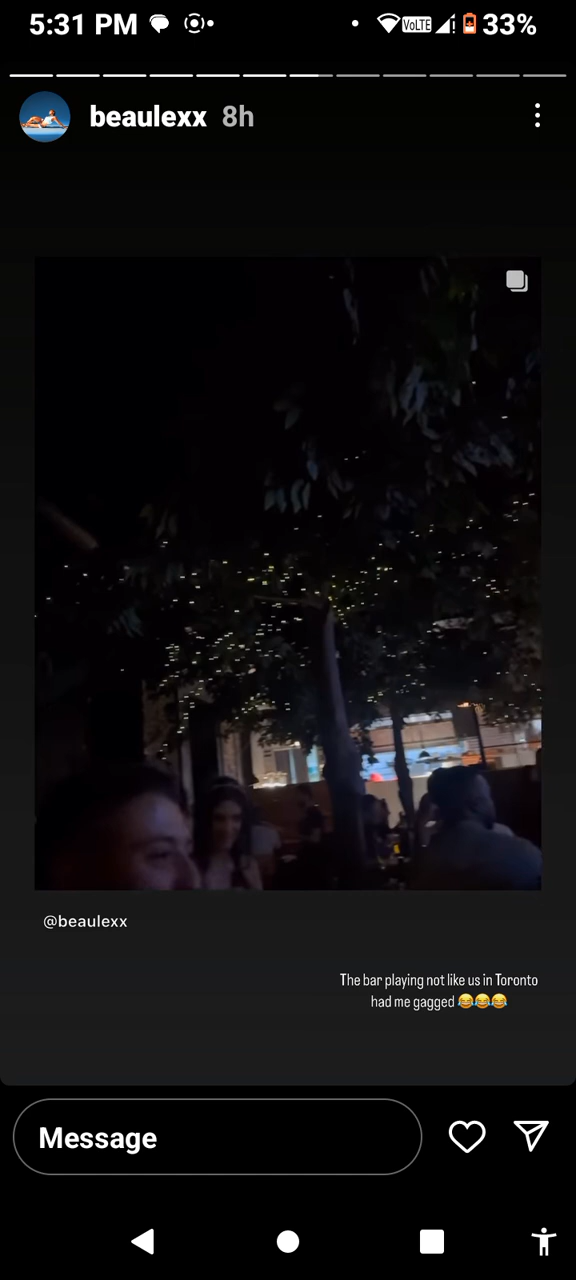 5:31 PM VoLTE 33%
beaulexx 8h
@beaulexx
The bar playing not like us in Toronto
had me gagged 😂😂😂
Message